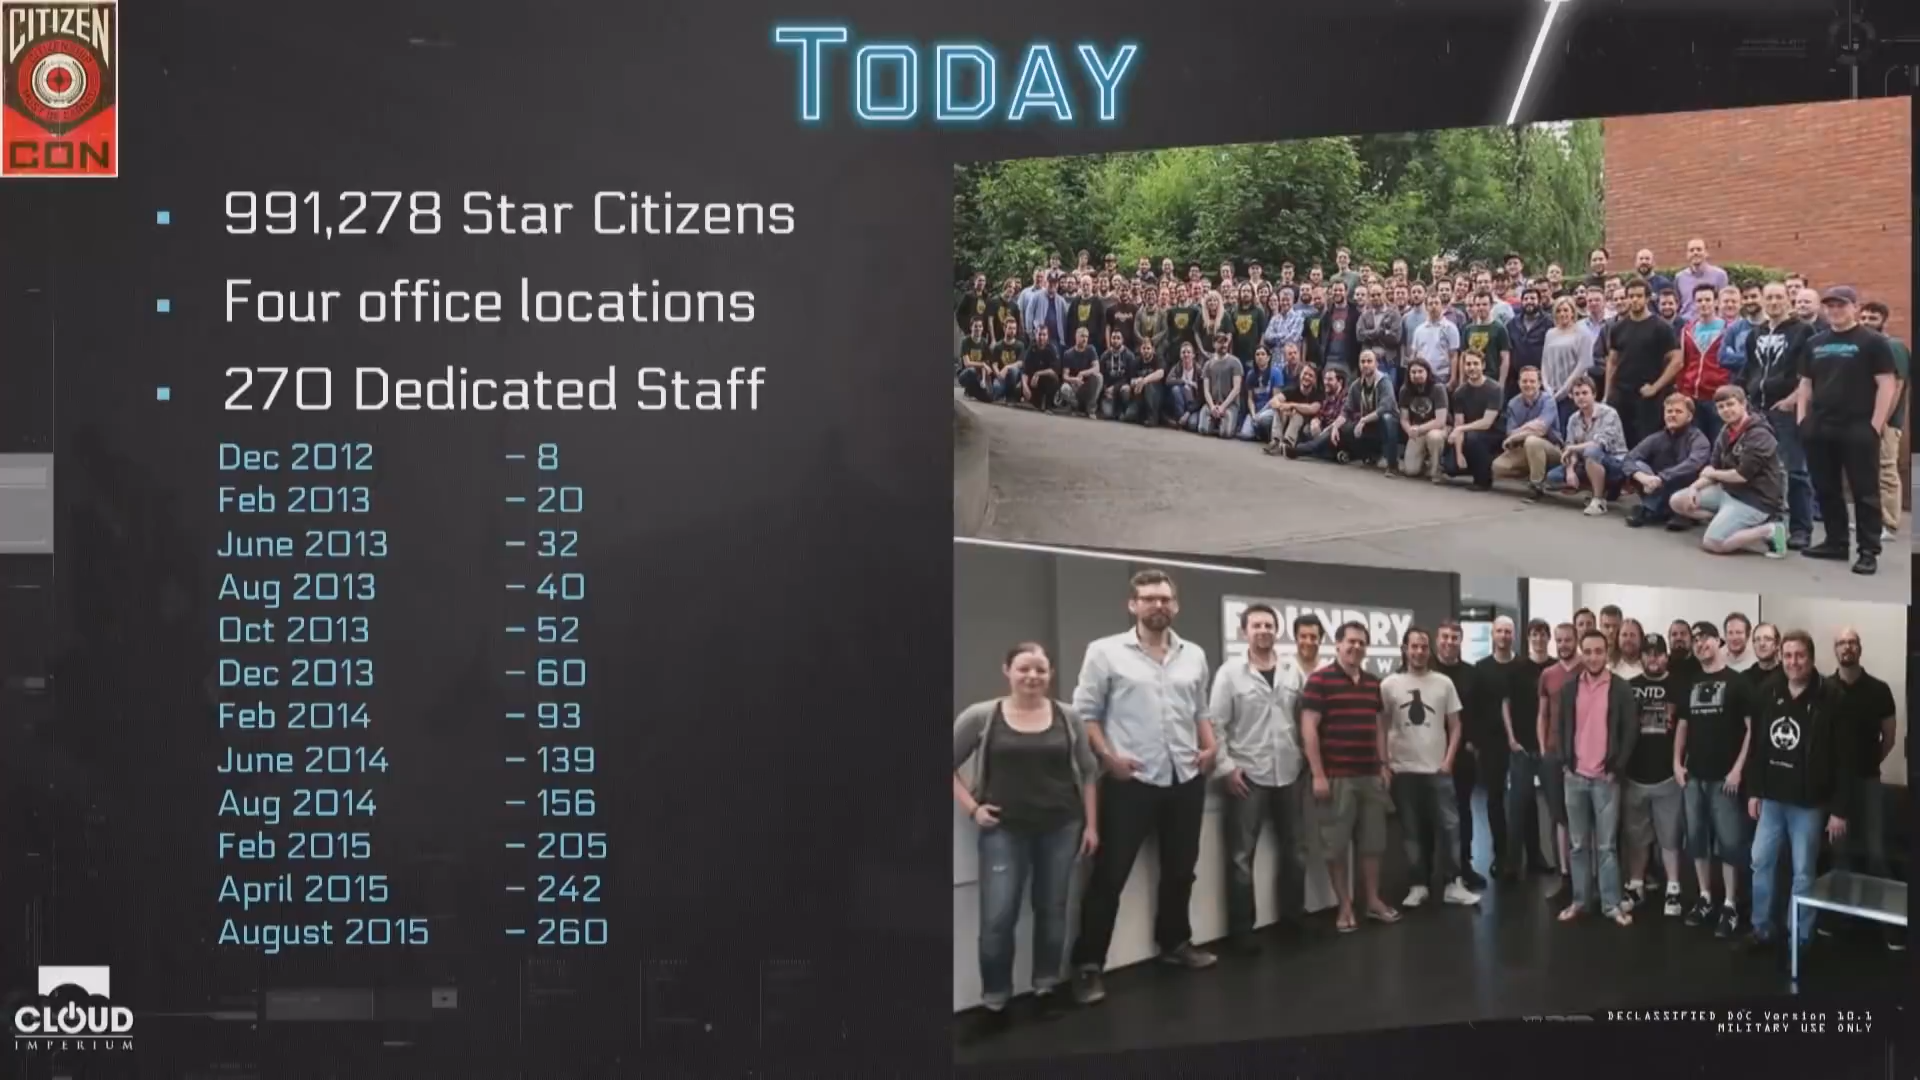 CITIZEN
CON
TODAY
991,278 Star Citizens
Four office locations
270 Dedicated Staff
Dec 2012 – 8
Feb 2013 – 20
June 2013 – 32
Aug 2013 – 40
Oct 2013 – 52
Dec 2013 – 60
Feb 2014 – 93
June 2014 – 139
Aug 2014 – 156
Feb 2015 – 205
April 2015 – 242
August 2015 – 260
FOUNDRY
CLOUD
IMPERIUM
DECLASSIFIED DOC Version 10.1
MILITARY USE ONLY